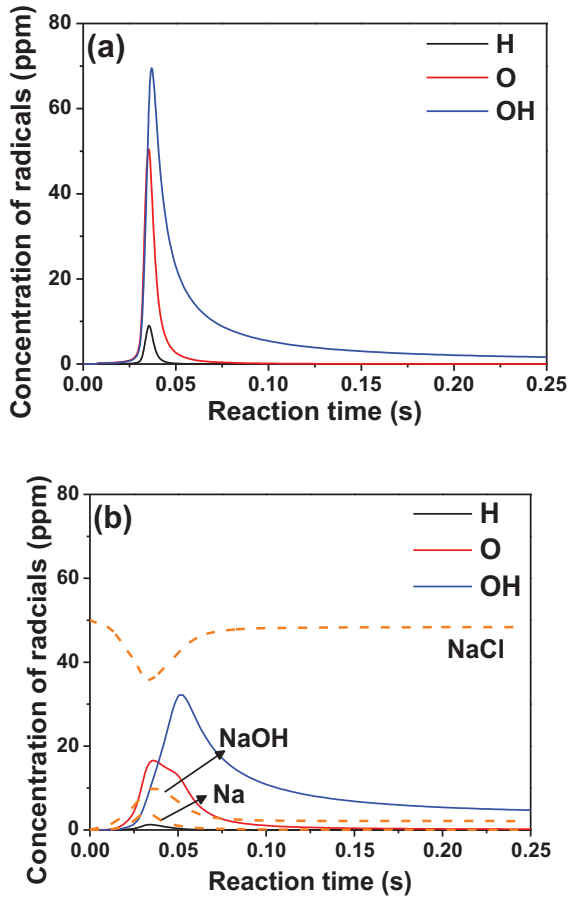 (a)
H
O
OH
Concentration of radicals (ppm)
80
60
40
20
0
0.00 0.05 0.10 0.15 0.20 0.25
Reaction time (s)
(b)
H
O
OH
Concentration of radcials (ppm)
80
60
40
20
0
NaCl
NaOH
Na
0.00 0.05 0.10 0.15 0.20 0.25
Reaction time (s)